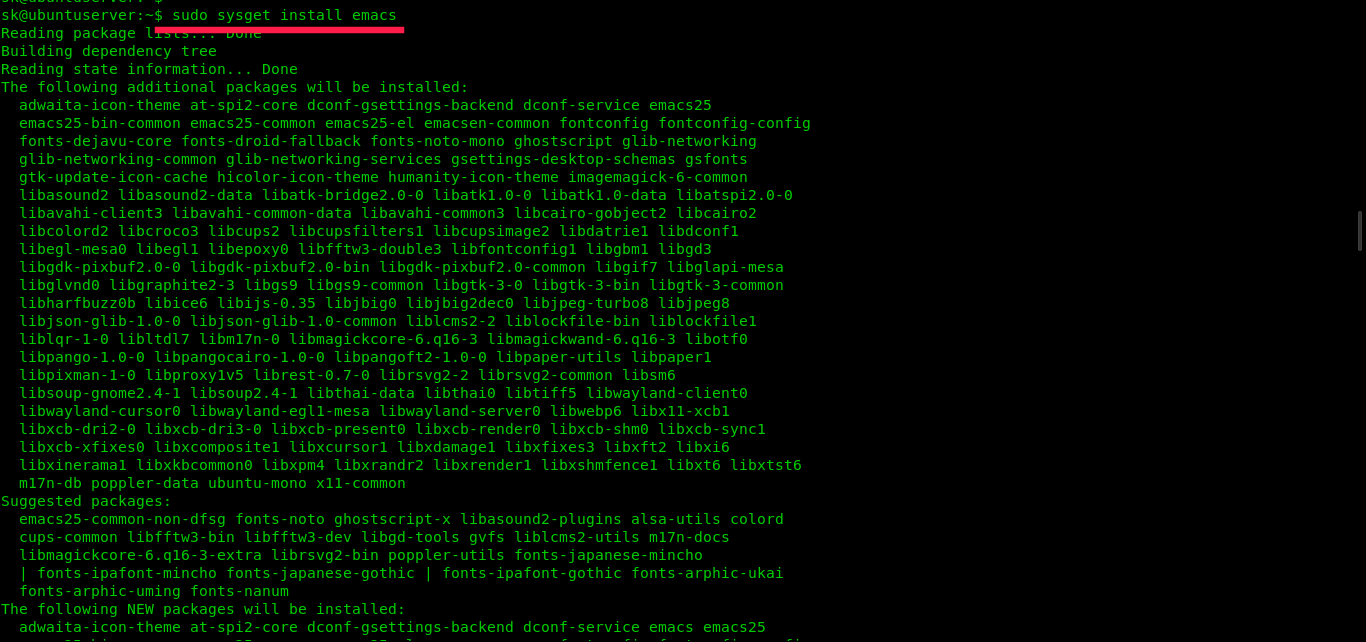 sk@ubuntuserver:~$
sk@ubuntuserver:~$ sudo sysget install emacs
Reading package lists... Done
Building dependency tree
Reading state information... Done
The following additional packages will be installed:
  adwaita-icon-theme at-spi2-core dconf-gsettings-backend dconf-service emacs25
  emacs25-bin-common emacs25-common emacs25-el emacsen-common fontconfig fontconfig-config
  fonts-dejavu-core fonts-droid-fallback fonts-noto-mono ghostscript glib-networking
  glib-networking-common glib-networking-services gsettings-desktop-schemas gsfonts
  gtk-update-icon-cache hicolor-icon-theme humanity-icon-theme imagemagick-6-common
  libasound2 libasound2-data libatk-bridge2.0-0 libatk1.0-0 libatk1.0-data libatspi2.0-0
  libavahi-client3 libavahi-common-data libavahi-common3 libcairo-gobject2 libcairo2
  libcolord2 libcroco3 libcups2 libcupsfilters1 libcupsimage2 libdatrie1 libdconf1
  libegl-mesa0 libegl1 libepoxy0 libfftw3-double3 libfontconfig1 libgbm1 libgd3
  libgdk-pixbuf2.0-0 libgdk-pixbuf2.0-bin libgdk-pixbuf2.0-common libgif7 libglapi-mesa
  libglvnd0 libgraphite2-3 libgs9 libgs9-common libgtk-3-0 libgtk-3-bin libgtk-3-common
  libharfbuzz0b libice6 libijs-0.35 libjbig0 libjbig2dec0 libjpeg-turbo8 libjpeg8
  libjson-glib-1.0-0 libjson-glib-1.0-common liblcms2-2 liblockfile-bin liblockfile1
  liblqr-1-0 libltdl7 libm17n-0 libmagickcore-6.q16-3 libmagickwand-6.q16-3 libotf0
  libpango-1.0-0 libpangocairo-1.0-0 libpangoft2-1.0-0 libpaper-utils libpaper1
  libpixman-1-0 libproxy1v5 librest-0.7-0 librsvg2-2 librsvg2-common libsm6
  libsoup-gnome2.4-1 libsoup2.4-1 libthai-data libthai0 libtiff5 libwayland-client0
  libwayland-cursor0 libwayland-egl1-mesa libwayland-server0 libwebp6 libx11-xcb1
  libxcb-dri2-0 libxcb-dri3-0 libxcb-present0 libxcb-render0 libxcb-shm0 libxcb-sync1
  libxcb-xfixes0 libxcomposite1 libxcursor1 libxdamage1 libxfixes3 libxft2 libxi6
  libxinerama1 libxkbcommon0 libxpm4 libxrandr2 libxrender1 libxshmfence1 libxt6 libxtst6
  m17n-db poppler-data ubuntu-mono x11-common
Suggested packages:
  emacs25-common-non-dfsg fonts-noto ghostscript-x libasound2-plugins alsa-utils colord
  cups-common libfftw3-bin libfftw3-dev libgd-tools gvfs liblcms2-utils m17n-docs
  libmagickcore-6.q16-3-extra librsvg2-bin poppler-utils fonts-japanese-mincho
  | fonts-ipafont-mincho fonts-japanese-gothic | fonts-ipafont-gothic fonts-arphic-ukai
  fonts-arphic-uming fonts-nanum
The following NEW packages will be installed:
  adwaita-icon-theme at-spi2-core dconf-gsettings-backend dconf-service emacs emacs25